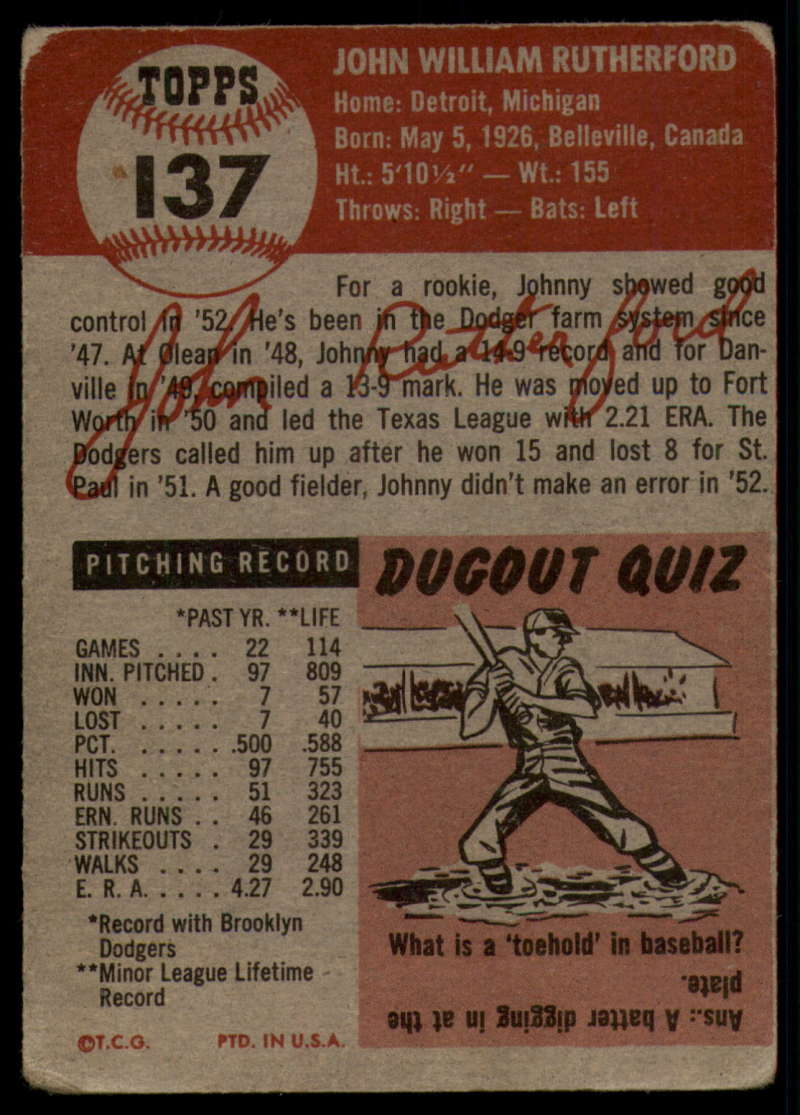 TOPPS
137
JOHN WILLIAM RUTHERFORD
Home: Detroit, Michigan
Born: May 5, 1926, Belleville, Canada
Ht.: 5'10½" — Wt.: 155
Throws: Right — Bats: Left
For a rookie, Johnny showed good
control in '52. He's been in the Dodger farm system since
'47. At Olean in '48, Johnny had a 14-9 record and for Dan-
ville in '49, compiled a 13-9 mark. He was moved up to Fort
Worth in '50 and led the Texas League with 2.21 ERA. The
Dodgers called him up after he won 15 and lost 8 for St.
Paul in '51. A good fielder, Johnny didn't make an error in '52.
John Rutherford
PITCHING RECORD
*PAST YR. **LIFE
GAMES . . . . 22 114
INN. PITCHED . 97 809
WON . . . . . 7 57
LOST . . . . . 7 40
PCT. . . . . . .500 .588
HITS . . . . . 97 755
RUNS . . . . . 51 323
ERN. RUNS . . 46 261
STRIKEOUTS . 29 339
WALKS . . . . 29 248
E. R. A. . . . . . 4.27 2.90
*Record with Brooklyn
Dodgers
**Minor League Lifetime
Record
©T.C.G. PTD. IN U.S.A.
DUGOUT QUIZ
What is a 'toehold' in baseball?
Ans.: A batter digging in at the
plate.